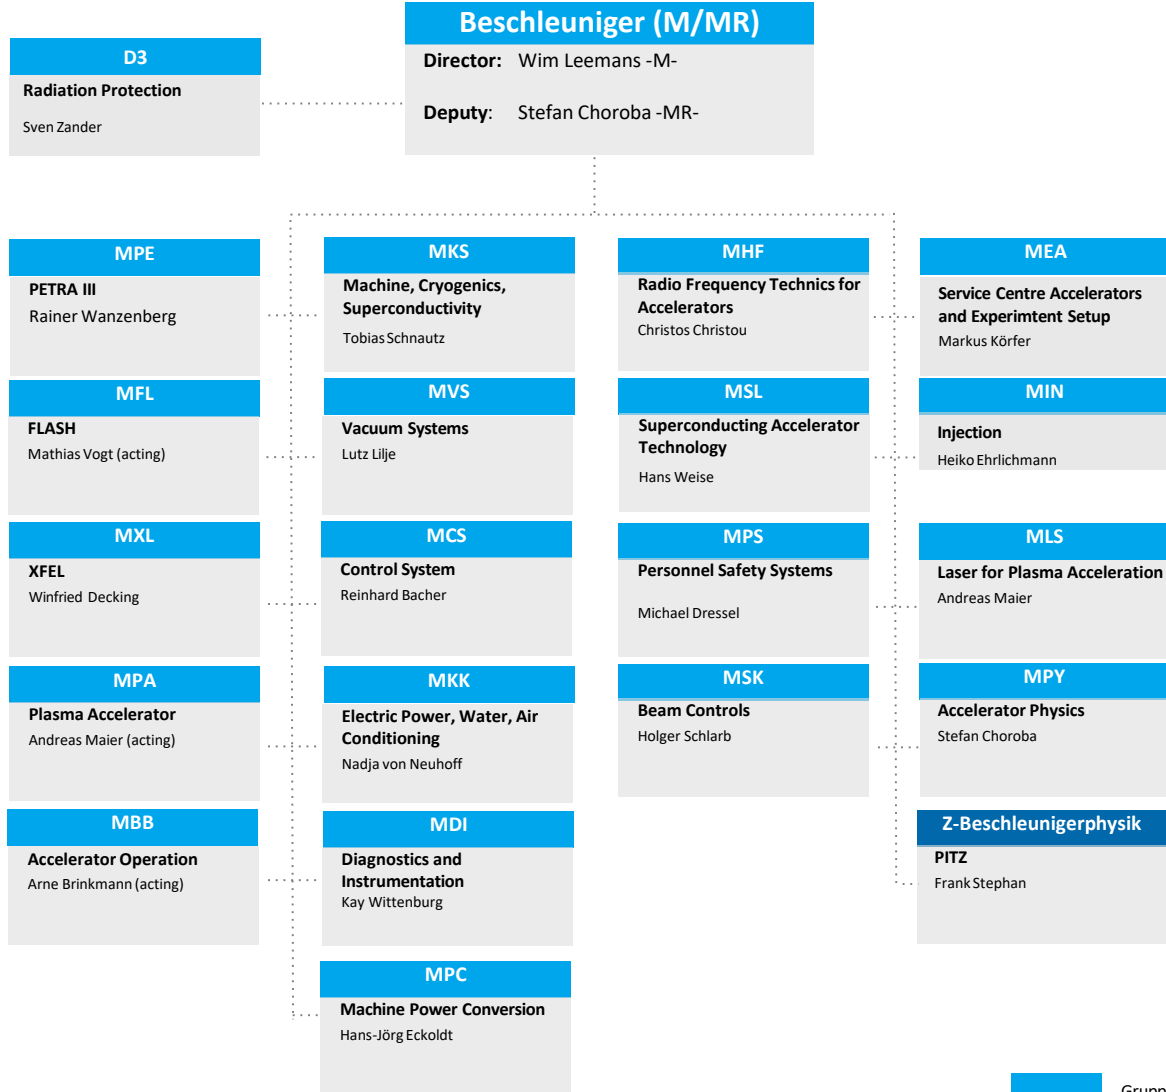 Beschleuniger (M/MR)
Director: Wim Leemans -M-
Deputy: Stefan Choroba -MR-
D3
Radiation Protection
Sven Zander
MPE
PETRA III
Rainer Wanzenberg
MKS
Machine, Cryogenics,
Superconductivity
Tobias Schnautz
MHF
Radio Frequency Technics for
Accelerators
Christos Christou
MEA
Service Centre Accelerators
and Experimtent Setup
Markus Körfer
MFL
FLASH
Mathias Vogt (acting)
MVS
Vacuum Systems
Lutz Lilje
MSL
Superconducting Accelerator
Technology
Hans Weise
MIN
Injection
Heiko Ehrlichmann
MXL
XFEL
Winfried Decking
MCS
Control System
Reinhard Bacher
MPS
Personnel Safety Systems
Michael Dressel
MLS
Laser for Plasma Acceleration
Andreas Maier
MPA
Plasma Accelerator
Andreas Maier (acting)
MKK
Electric Power, Water, Air
Conditioning
Nadja von Neuhoff
MSK
Beam Controls
Holger Schlarb
MPY
Accelerator Physics
Stefan Choroba
MBB
Accelerator Operation
Arne Brinkmann (acting)
MDI
Diagnostics and
Instrumentation
Kay Wittenburg
Z-Beschleunigerphysik
PITZ
Frank Stephan
MPC
Machine Power Conversion
Hans-Jörg Eckoldt